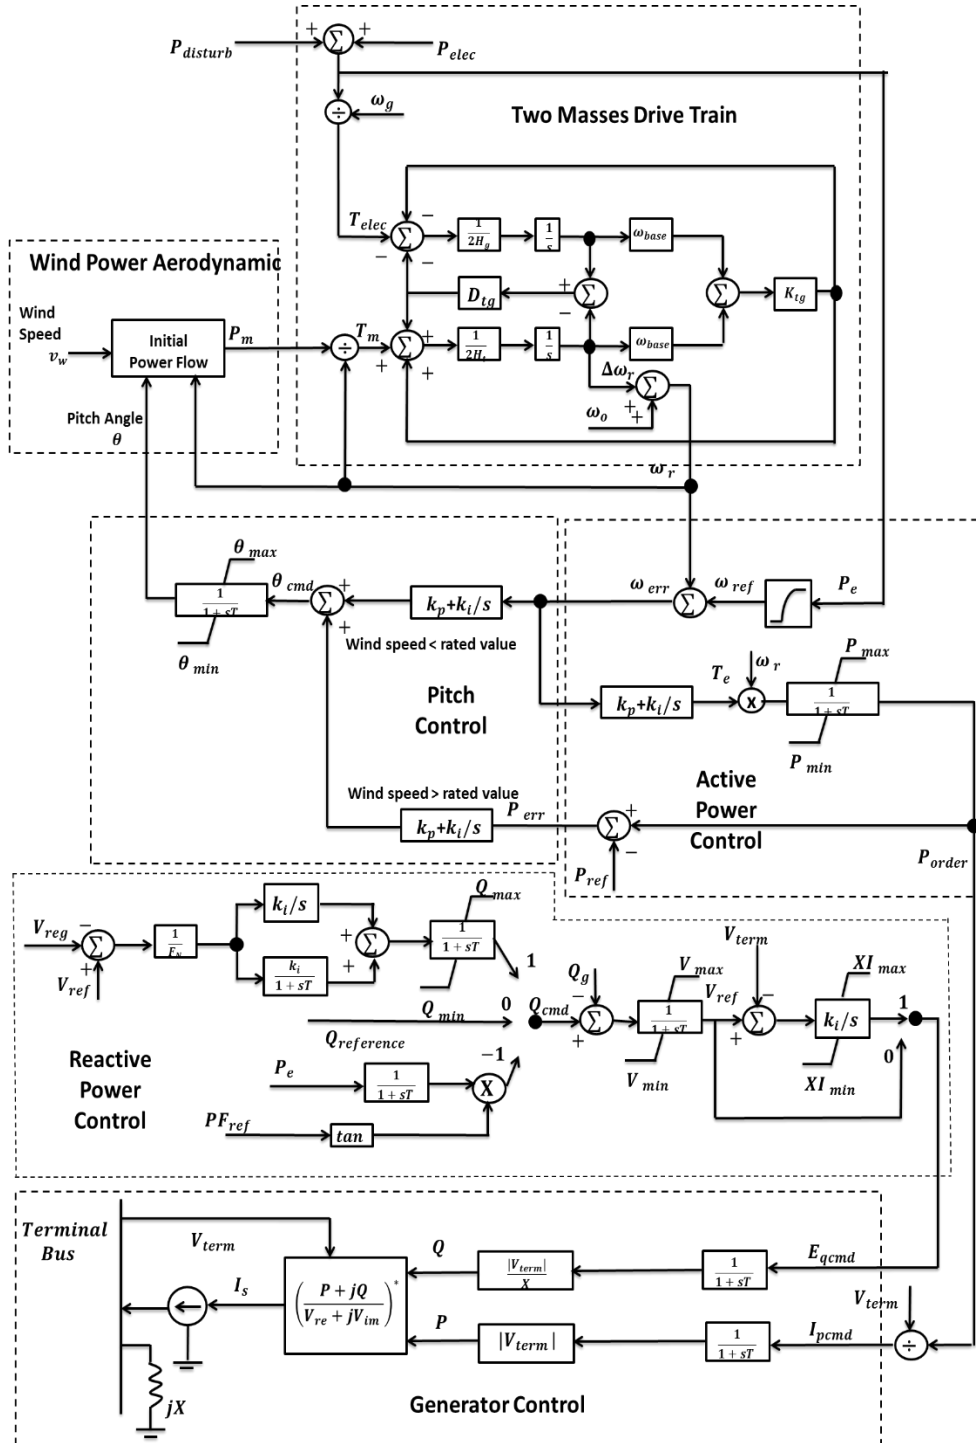 + +
P_disturb Σ P_elec
÷ ω_g
Two Masses Drive Train
T_elec − Σ − −
1/2H_g
1/s
ω_base
Wind Power Aerodynamic
D_tg
+ Σ −
Σ
K_tg
Wind
Speed
v_w
Initial
Power Flow
P_m
÷
T_m
+ Σ + +
1/s
ω_base
Δω_r
Σ
+ +
ω_o
Pitch Angle
θ
ω_r
θ_max
1/1 + sT
θ_min
θ_cmd
+ Σ +
k_p+k_i/s
Wind speed < rated value
ω_err
Σ
ω_ref
P_e
Pitch
Control
k_p+k_i/s
T_e
ω_r
x
P_max
1/1 + sT
P_min
Active
Power
Control
Wind speed > rated value
k_p+k_i/s
P_err
+ Σ −
P_ref
P_order
V_reg
− Σ +
V_ref
k_i/s
k_i/1 + sT
+ Σ +
Q_max
1/1 + sT
1
Q_min
0
Q_reference
−1
Q_cmd
Q_g
− Σ +
V_max
1/1 + sT
V_min
V_ref
V_term
− Σ +
XI_max
k_i/s
XI_min
1
0
Reactive
Power
Control
P_e
1/1 + sT
X
PF_ref
tan
Terminal
Bus
V_term
I_s
(P + jQ/V_re + jV_im)*
Q
|V_term|/X
1/1 + sT
E_qcmd
P
|V_term|
1/1 + sT
I_pcmd
V_term
÷
jX
Generator Control